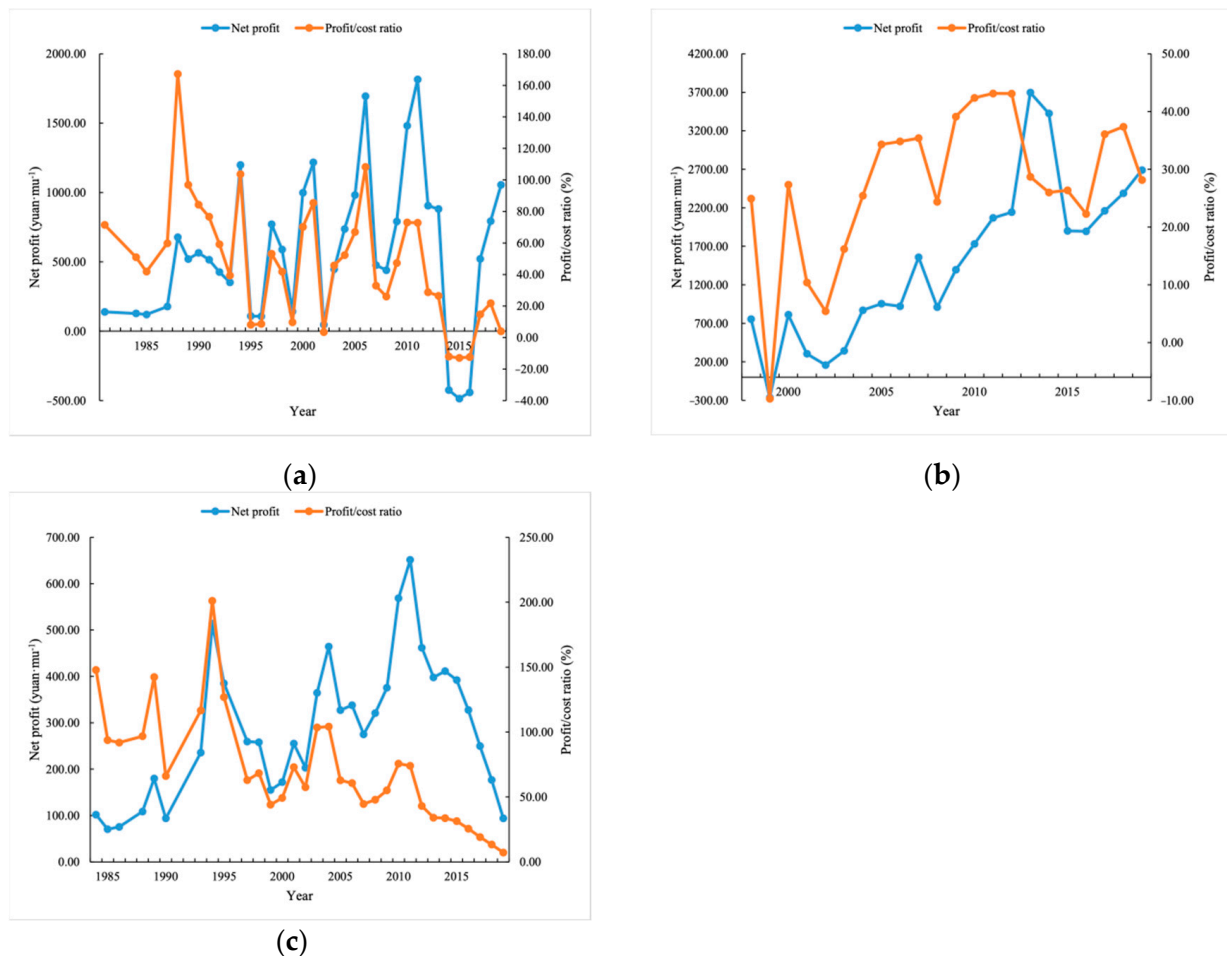 Net profit Profit/cost ratio
2000.00
1500.00
1000.00
500.00
0.00
−500.00
Net profit (yuan·mu⁻¹)
180.00
160.00
140.00
120.00
100.00
80.00
60.00
40.00
20.00
0.00
−20.00
−40.00
Profit/cost ratio (%)
1985 1990 1995 2000 2005 2010 2015
Year
(a)
Net profit Profit/cost ratio
4200.00
3700.00
3200.00
2700.00
2200.00
1700.00
1200.00
700.00
200.00
−300.00
Net profit (yuan·mu⁻¹)
50.00
40.00
30.00
20.00
10.00
0.00
−10.00
Profit/cost ratio (%)
2000 2005 2010 2015
Year
(b)
Net profit Profit/cost ratio
700.00
600.00
500.00
400.00
300.00
200.00
100.00
0.00
Net profit (yuan·mu⁻¹)
250.00
200.00
150.00
100.00
50.00
0.00
Profit/cost ratio (%)
1985 1990 1995 2000 2005 2010 2015
Year
(c)